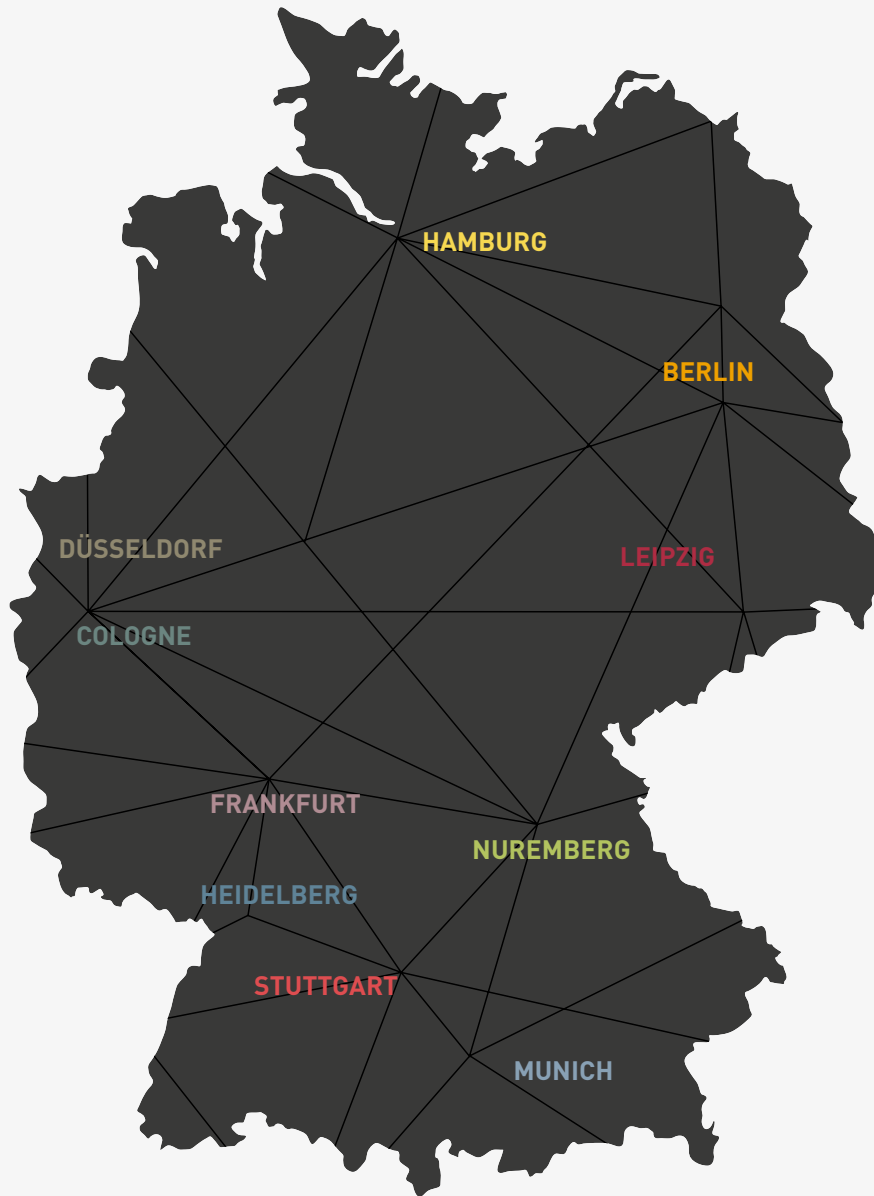 HAMBURG
BERLIN
DÜSSELDORF
LEIPZIG
COLOGNE
FRANKFURT
NUREMBERG
HEIDELBERG
STUTTGART
MUNICH